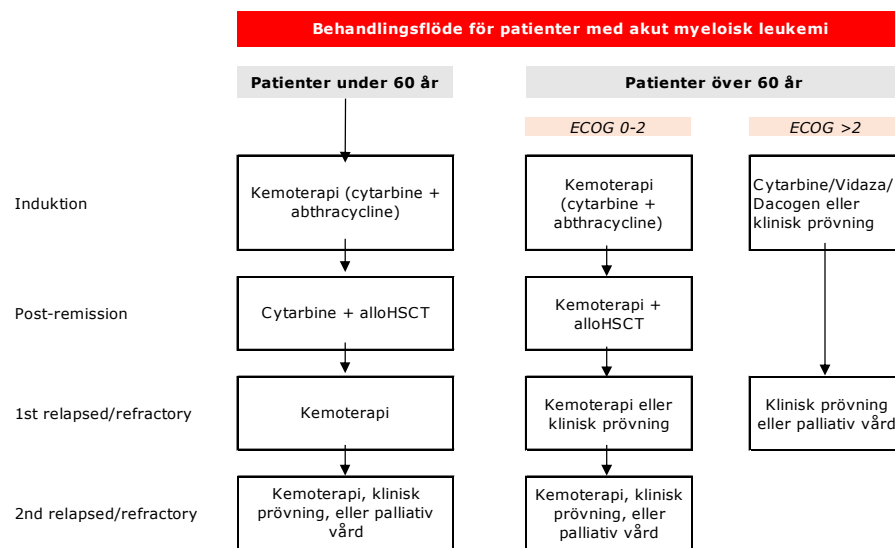 Behandlingsflöde för patienter med akut myeloisk leukemi
Patienter under 60 år
Patienter över 60 år
ECOG 0-2
ECOG >2
Induktion
Kemoterapi (cytarbine +
abthracycline)
Kemoterapi
(cytarbine +
abthracycline)
Cytarbine/Vidaza/
Dacogen eller
klinisk prövning
Post-remission
Cytarbine + alloHSCT
Kemoterapi +
alloHSCT
1st relapsed/refractory
Kemoterapi
Kemoterapi eller
klinisk prövning
Klinisk prövning
eller palliativ vård
2nd relapsed/refractory
Kemoterapi, klinisk
prövning, eller palliativ
vård
Kemoterapi, klinisk
prövning, eller
palliativ vård